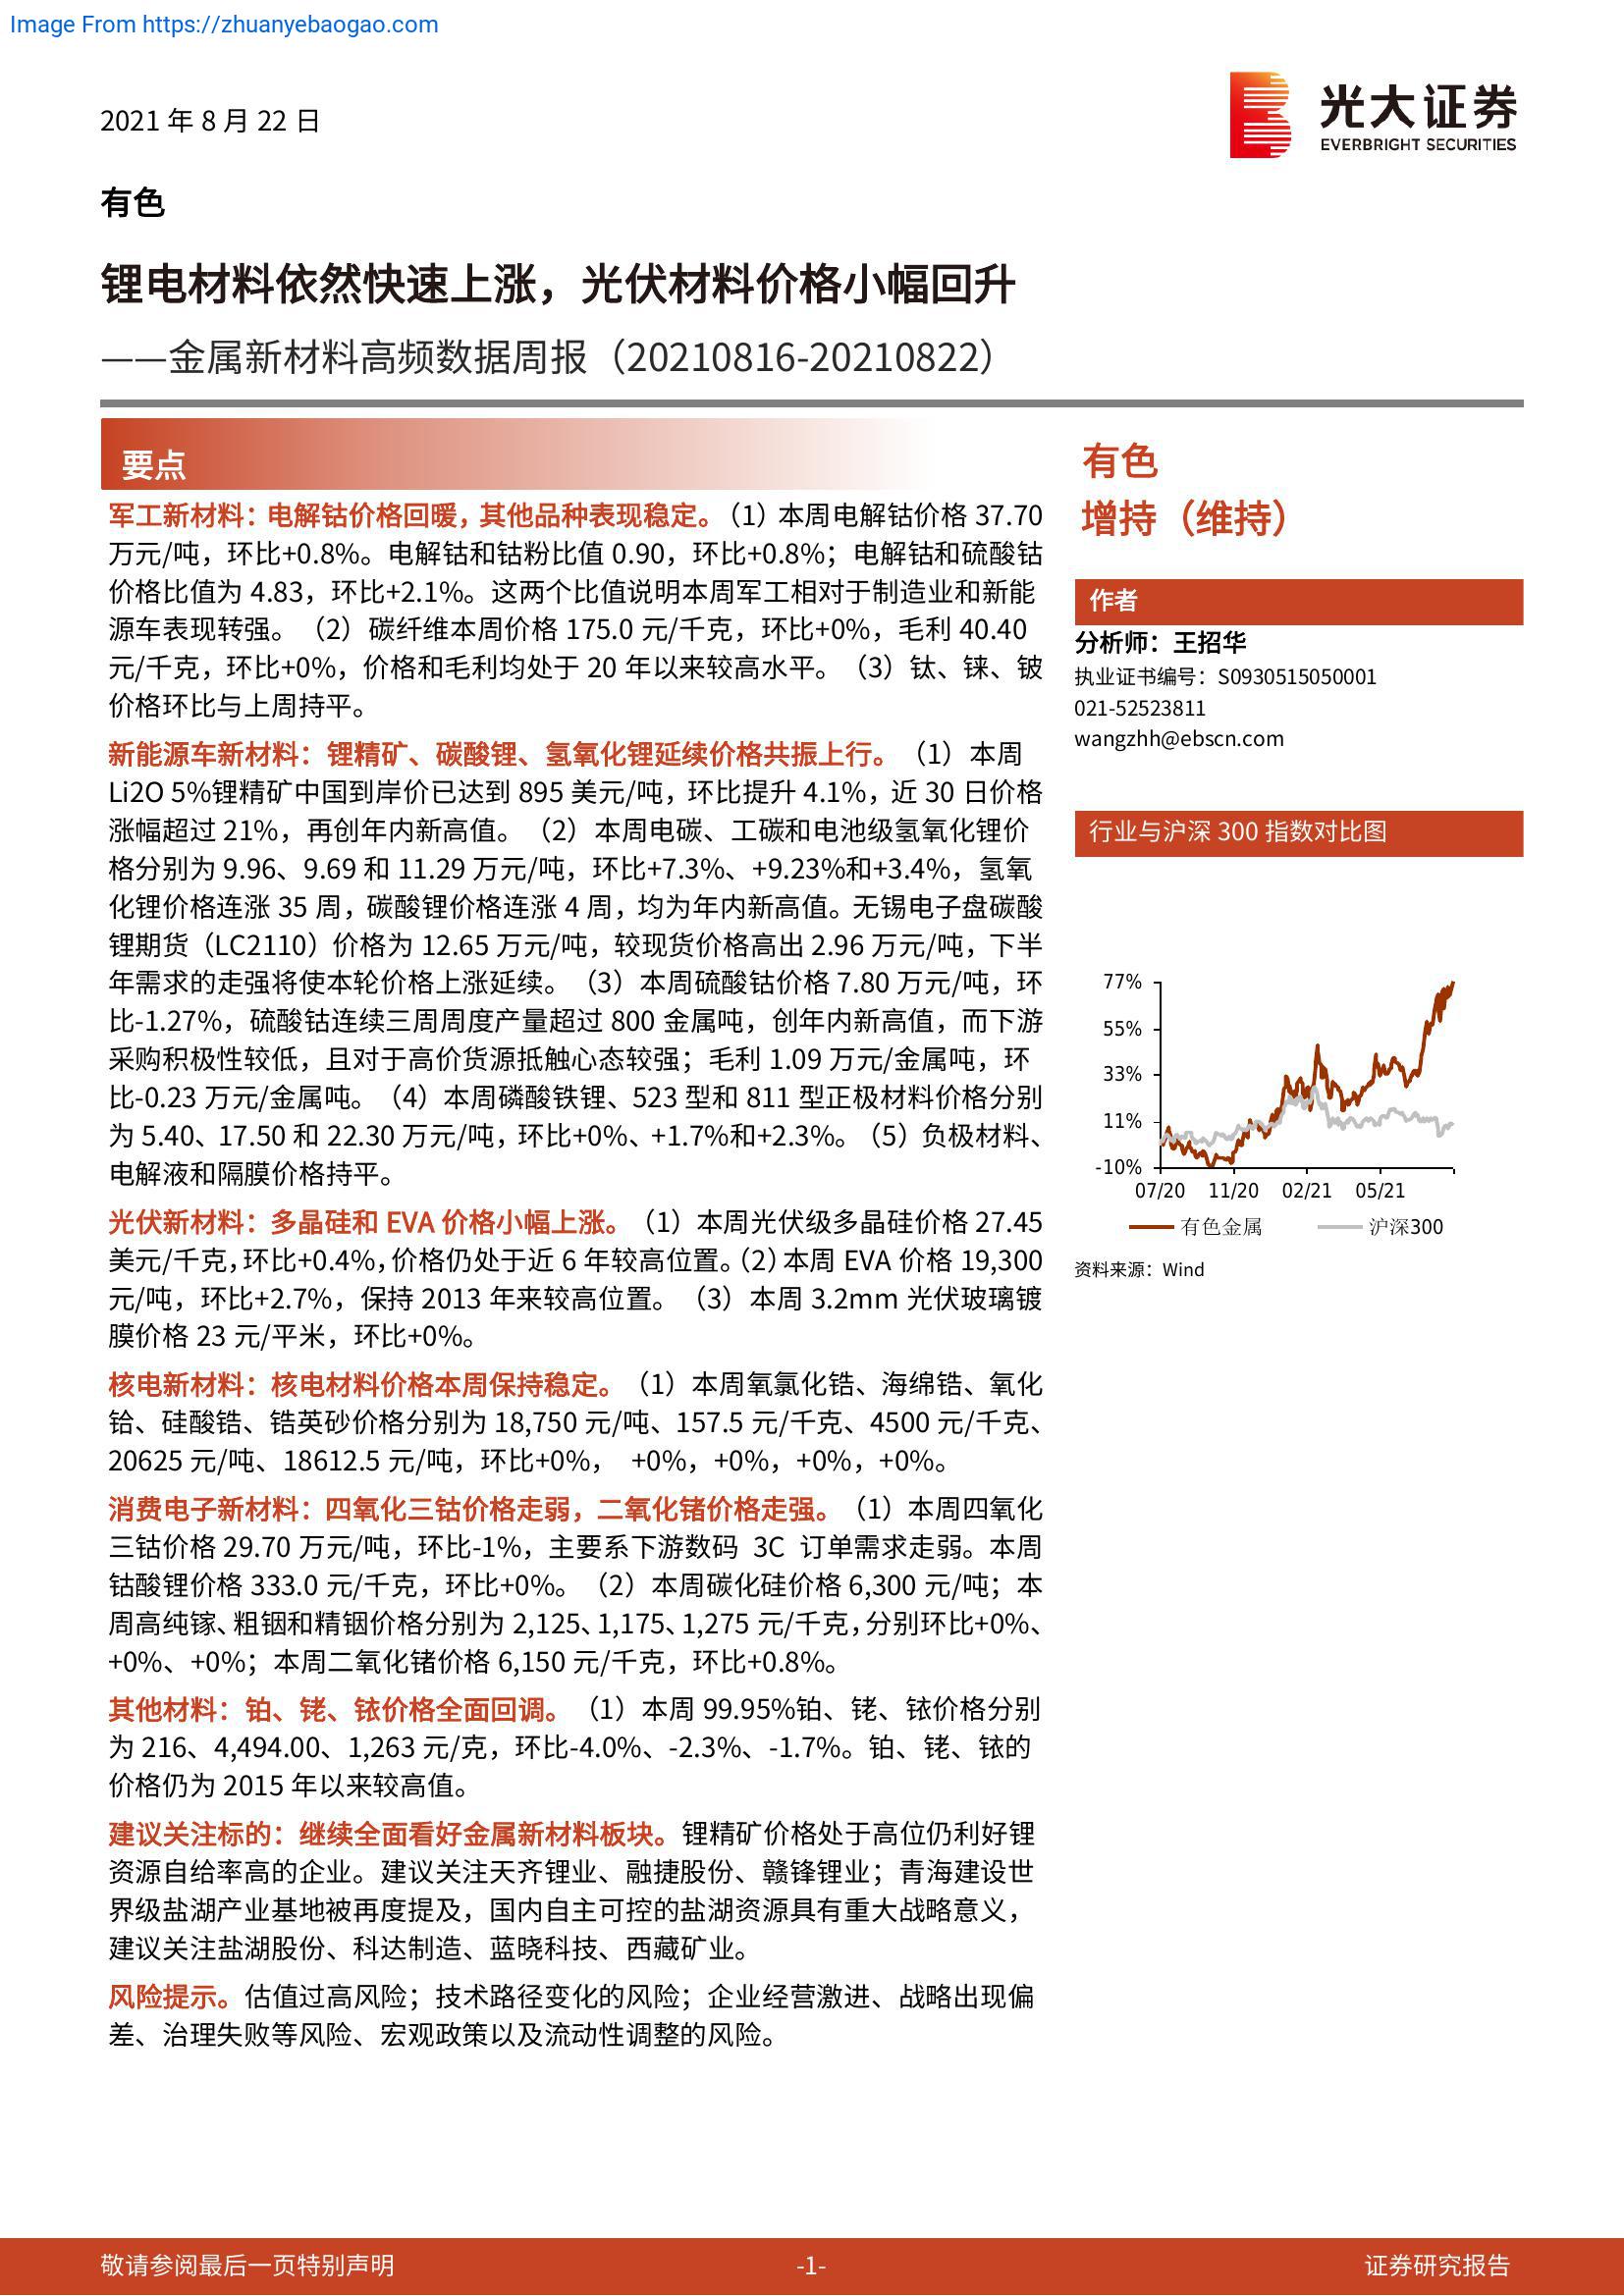 Image From https://zhuanyebaogao.com
2021 年 8 月 22 日
光大证券
EVERBRIGHT SECURITIES
有色
锂电材料依然快速上涨，光伏材料价格小幅回升
——金属新材料高频数据周报（20210816-20210822）
要点
军工新材料：电解钴价格回暖，其他品种表现稳定。（1）本周电解钴价格 37.70
万元/吨，环比+0.8%。电解钴和钴粉比值 0.90，环比+0.8%；电解钴和硫酸钴
价格比值为 4.83，环比+2.1%。这两个比值说明本周军工相对于制造业和新能
源车表现转强。（2）碳纤维本周价格 175.0 元/千克，环比+0%，毛利 40.40
元/千克，环比+0%，价格和毛利均处于 20 年以来较高水平。（3）钛、铼、铍
价格环比与上周持平。
新能源车新材料：锂精矿、碳酸锂、氢氧化锂延续价格共振上行。（1）本周
Li2O 5%锂精矿中国到岸价已达到 895 美元/吨，环比提升 4.1%，近 30 日价格
涨幅超过 21%，再创年内新高值。（2）本周电碳、工碳和电池级氢氧化锂价
格分别为 9.96、9.69 和 11.29 万元/吨，环比+7.3%、+9.23%和+3.4%，氢氧
化锂价格连涨 35 周，碳酸锂价格连涨 4 周，均为年内新高值。无锡电子盘碳酸
锂期货（LC2110）价格为 12.65 万元/吨，较现货价格高出 2.96 万元/吨，下半
年需求的走强将使本轮价格上涨延续。（3）本周硫酸钴价格 7.80 万元/吨，环
比-1.27%，硫酸钴连续三周周度产量超过 800 金属吨，创年内新高值，而下游
采购积极性较低，且对于高价货源抵触心态较强；毛利 1.09 万元/金属吨，环
比-0.23 万元/金属吨。（4）本周磷酸铁锂、523 型和 811 型正极材料价格分别
为 5.40、17.50 和 22.30 万元/吨，环比+0%、+1.7%和+2.3%。（5）负极材料、
电解液和隔膜价格持平。
光伏新材料：多晶硅和 EVA 价格小幅上涨。（1）本周光伏级多晶硅价格 27.45
美元/千克，环比+0.4%，价格仍处于近 6 年较高位置。（2）本周 EVA 价格 19,300
元/吨，环比+2.7%，保持 2013 年来较高位置。（3）本周 3.2mm 光伏玻璃镀
膜价格 23 元/平米，环比+0%。
核电新材料：核电材料价格本周保持稳定。（1）本周氧氯化锆、海绵锆、氧化
铪、硅酸锆、锆英砂价格分别为 18,750 元/吨、157.5 元/千克、4500 元/千克、
20625 元/吨、18612.5 元/吨，环比+0%， +0%，+0%，+0%，+0%。
消费电子新材料：四氧化三钴价格走弱，二氧化锗价格走强。（1）本周四氧化
三钴价格 29.70 万元/吨，环比-1%，主要系下游数码 3C 订单需求走弱。本周
钴酸锂价格 333.0 元/千克，环比+0%。（2）本周碳化硅价格 6,300 元/吨；本
周高纯镓、粗铟和精铟价格分别为 2,125、1,175、1,275 元/千克，分别环比+0%、
+0%、+0%；本周二氧化锗价格 6,150 元/千克，环比+0.8%。
其他材料：铂、铑、铱价格全面回调。（1）本周 99.95%铂、铑、铱价格分别
为 216、4,494.00、1,263 元/克，环比-4.0%、-2.3%、-1.7%。铂、铑、铱的
价格仍为 2015 年以来较高值。
建议关注标的：继续全面看好金属新材料板块。锂精矿价格处于高位仍利好锂
资源自给率高的企业。建议关注天齐锂业、融捷股份、赣锋锂业；青海建设世
界级盐湖产业基地被再度提及，国内自主可控的盐湖资源具有重大战略意义，
建议关注盐湖股份、科达制造、蓝晓科技、西藏矿业。
风险提示。估值过高风险；技术路径变化的风险；企业经营激进、战略出现偏
差、治理失败等风险、宏观政策以及流动性调整的风险。
有色
增持（维持）
作者
分析师：王招华
执业证书编号：S0930515050001
021-52523811
wangzhh@ebscn.com
行业与沪深 300 指数对比图
77%
55%
33%
11%
-10%
07/20 11/20 02/21 05/21
有色金属 沪深300
资料来源：Wind
敬请参阅最后一页特别声明 -1- 证券研究报告